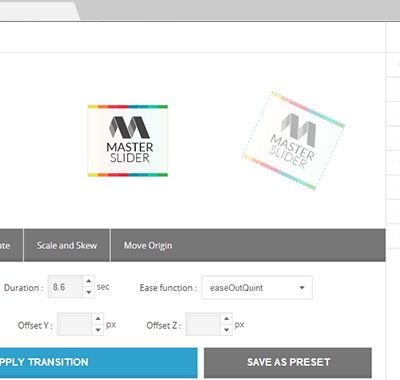 MASTER
SLIDER
MASTER
SLIDER
ate
Scale and Skew
Move Origin
Duration : 8.6 sec
Ease function : easeOutQuint
Offset Y : px
Offset Z : px
PPLY TRANSITION
SAVE AS PRESET